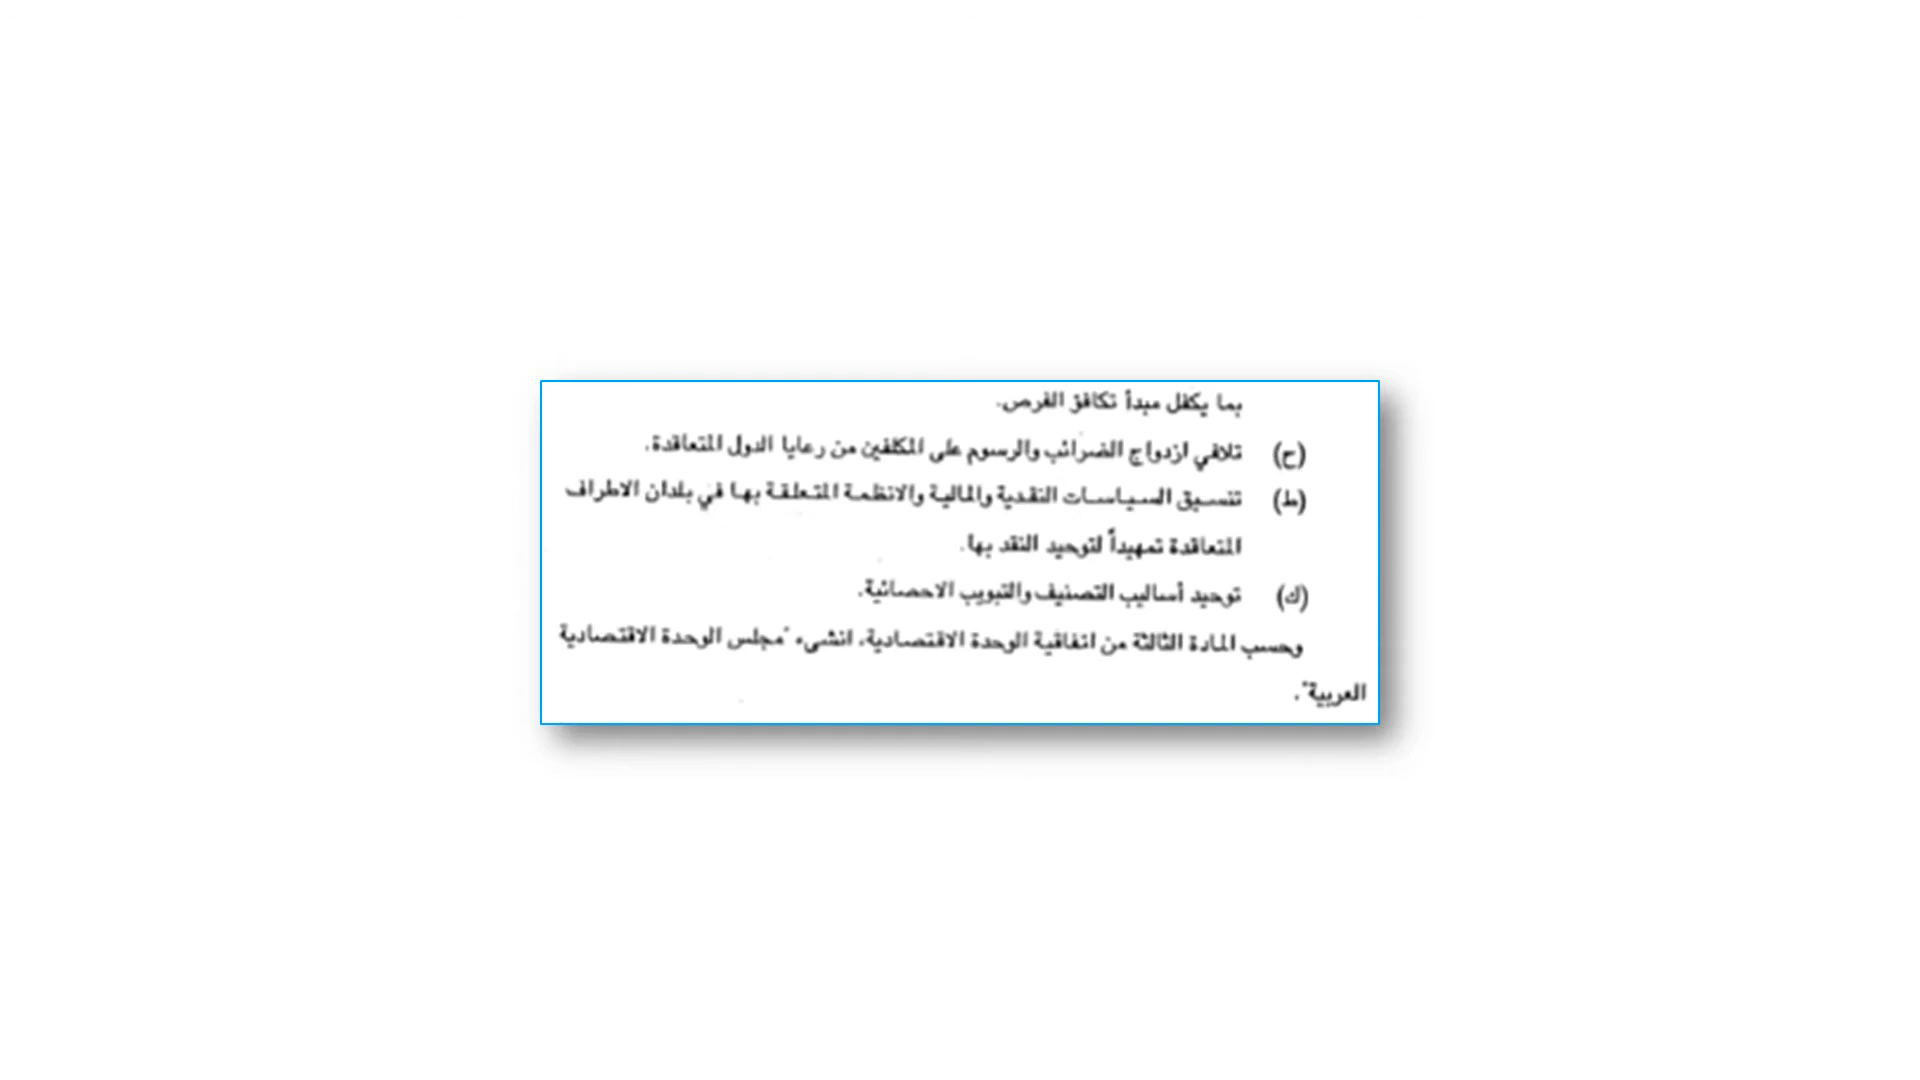 بما يكفل مبدأ تكافؤ الفرص.
(ح) تلافي ازدواج الضرائب والرسوم على المكلفين من رعايا الدول المتعاقدة.
(ط) تنسيق السياسات النقدية والمالية والانظمة المتعلقة بها في بلدان الاطراف
المتعاقدة تمهيداً لتوحيد النقد بها.
(ك) توحيد أساليب التصنيف والتبويب الاحصائية.
وحسب المادة الثالثة من اتفاقية الوحدة الاقتصادية، انشىء "مجلس الوحدة الاقتصادية
العربية".